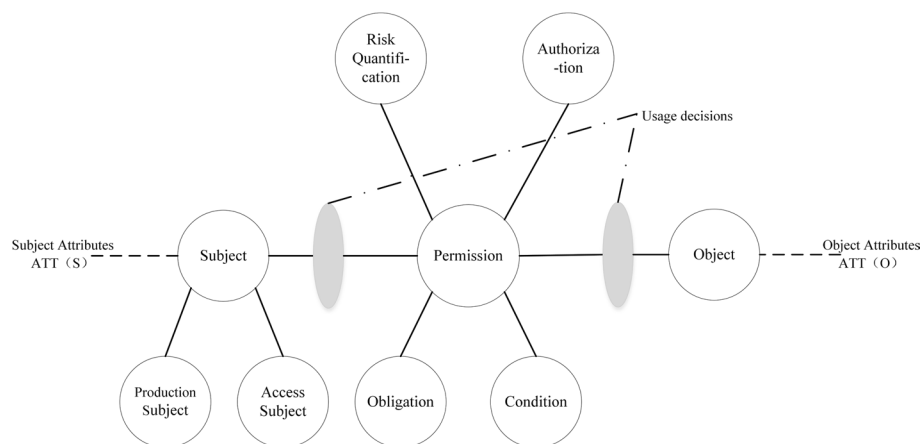 Risk
Quantifi-
cation
Authoriza
-tion
Usage decisions
Subject Attributes
ATT（S）
Subject
Permission
Object
Object Attributes
ATT（O）
Production
Subject
Access
Subject
Obligation
Condition